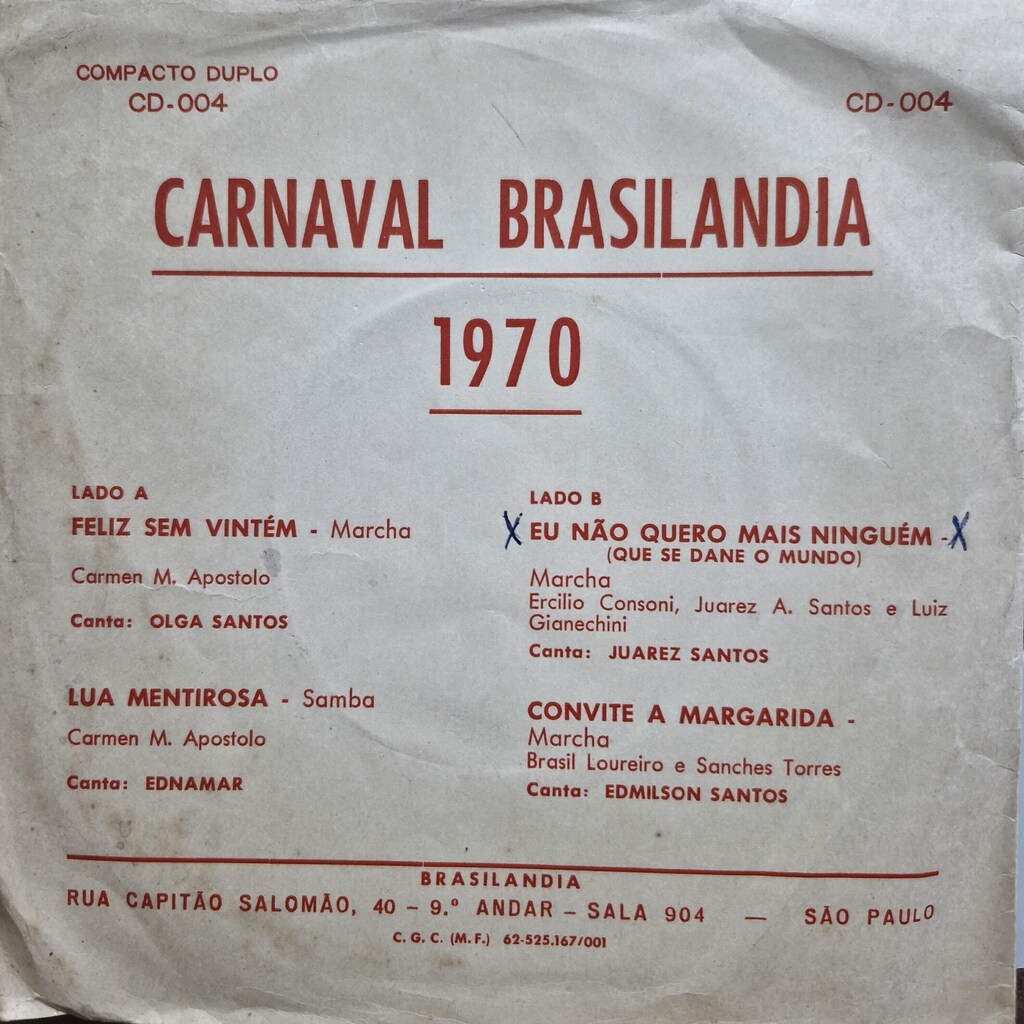 COMPACTO DUPLO
CD-004
CD-004
CARNAVAL BRASILANDIA
1970
LADO A
FELIZ SEM VINTÉM - Marcha
Carmen M. Apostolo
Canta: OLGA SANTOS
LUA MENTIROSA - Samba
Carmen M. Apostolo
Canta: EDNAMAR
LADO B
X EU NÃO QUERO MAIS NINGUÉM - X
(QUE SE DANE O MUNDO)
Marcha
Ercilio Consoni, Juarez A. Santos e Luiz
Gianechini
Canta: JUAREZ SANTOS
CONVITE A MARGARIDA -
Marcha
Brasil Loureiro e Sanches Torres
Canta: EDMILSON SANTOS
BRASILANDIA
RUA CAPITÃO SALOMÃO, 40 - 9.º ANDAR - SALA 904 — SÃO PAULO
C. G. C. (M. F.) 62-525.167/001